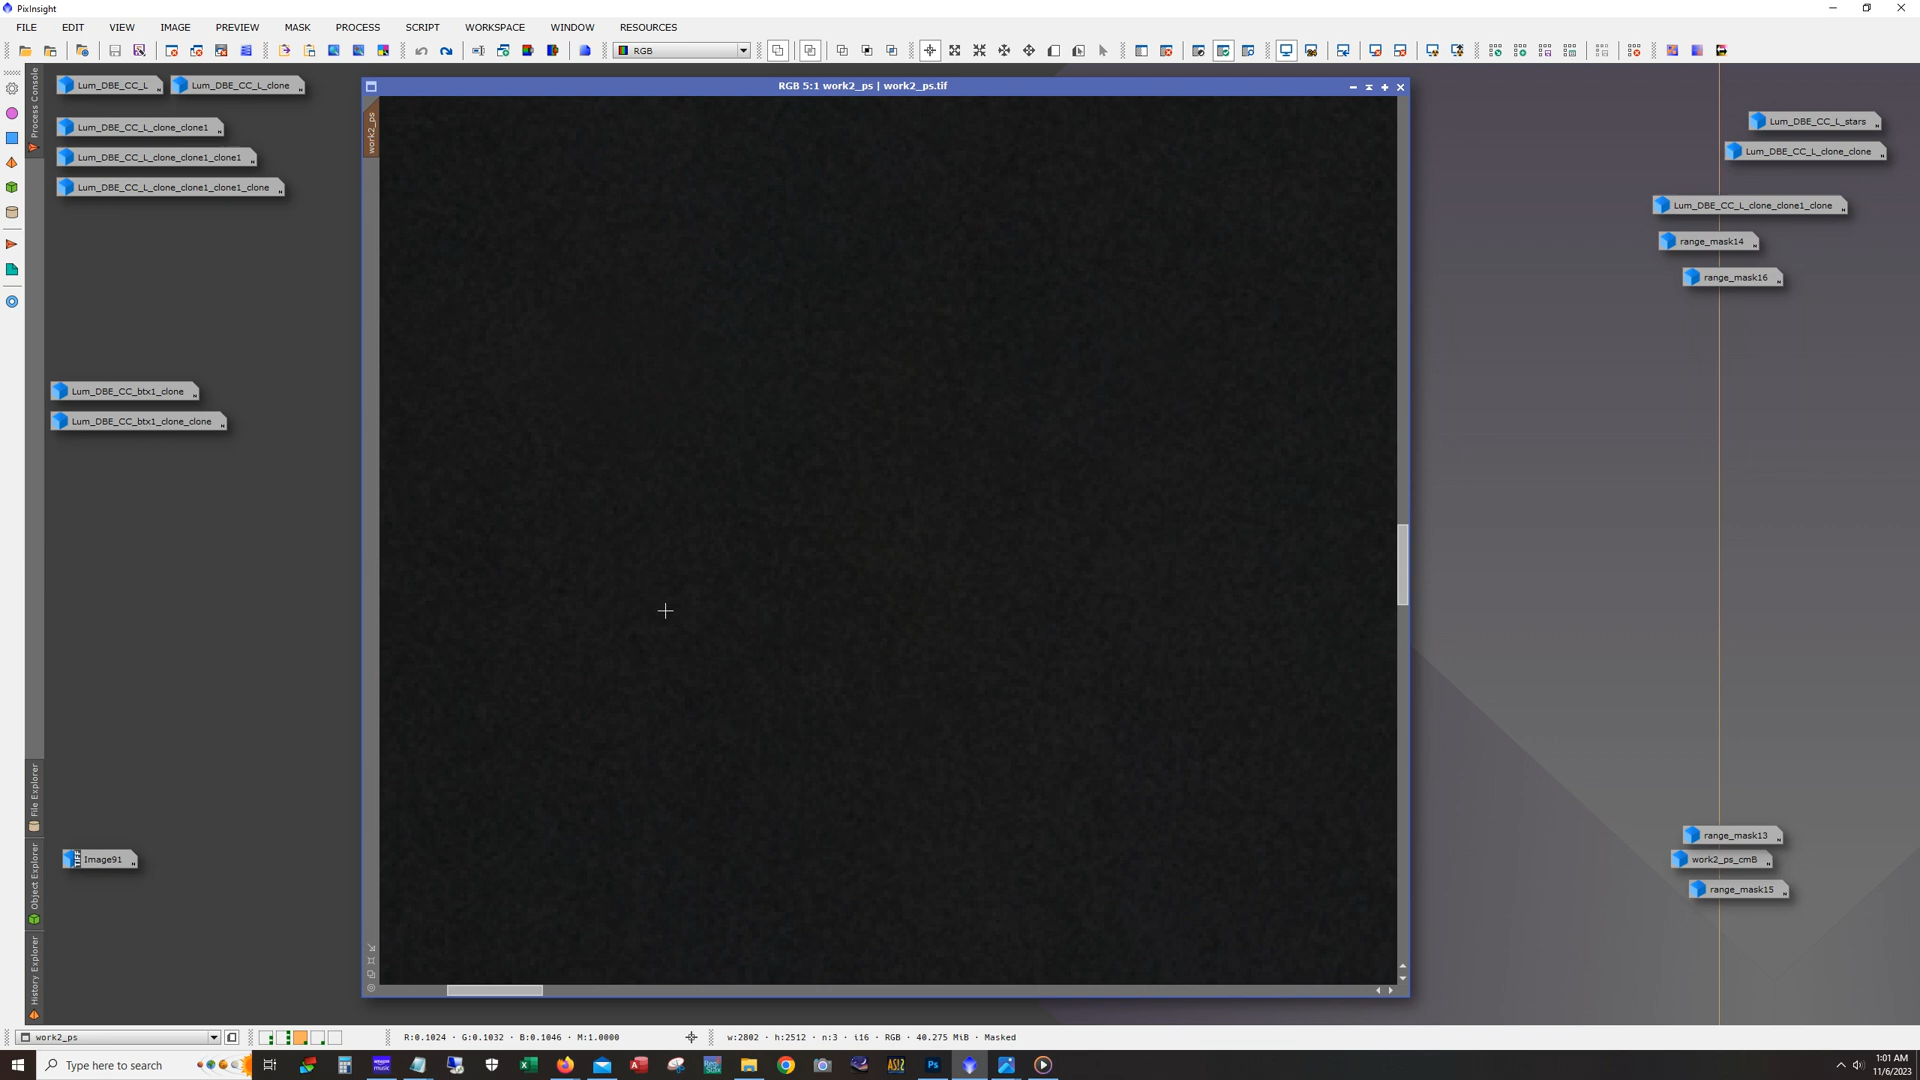 PixInsight
FILE EDIT VIEW IMAGE PREVIEW MASK PROCESS SCRIPT WORKSPACE WINDOW RESOURCES
RGB
Process Console
Lum_DBE_CC_L
Lum_DBE_CC_L_clone
Lum_DBE_CC_L_clone_clone1
Lum_DBE_CC_L_clone_clone1_clone1
Lum_DBE_CC_L_clone_clone1_clone1_clone
Lum_DBE_CC_btx1_clone
Lum_DBE_CC_btx1_clone_clone
Image91
TIFF
File Explorer
Object Explorer
History Explorer
RGB 5:1 work2_ps | work2_ps.tif
work2_ps
Lum_DBE_CC_L_stars
Lum_DBE_CC_L_clone_clone
Lum_DBE_CC_L_clone_clone1_clone
range_mask14
range_mask16
range_mask13
work2_ps_cmB
range_mask15
work2_ps
R:0.1024 · G:0.1032 · B:0.1046 · M:1.0000
w:2802 · h:2512 · n:3 · i16 · RGB · 40.275 MiB · Masked
Type here to search
1:01 AM
11/6/2023